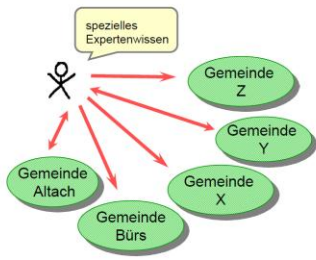 spezielles
Expertenwissen
Gemeinde
Z
Gemeinde
Y
Gemeinde
X
Gemeinde
Altach
Gemeinde
Bürs